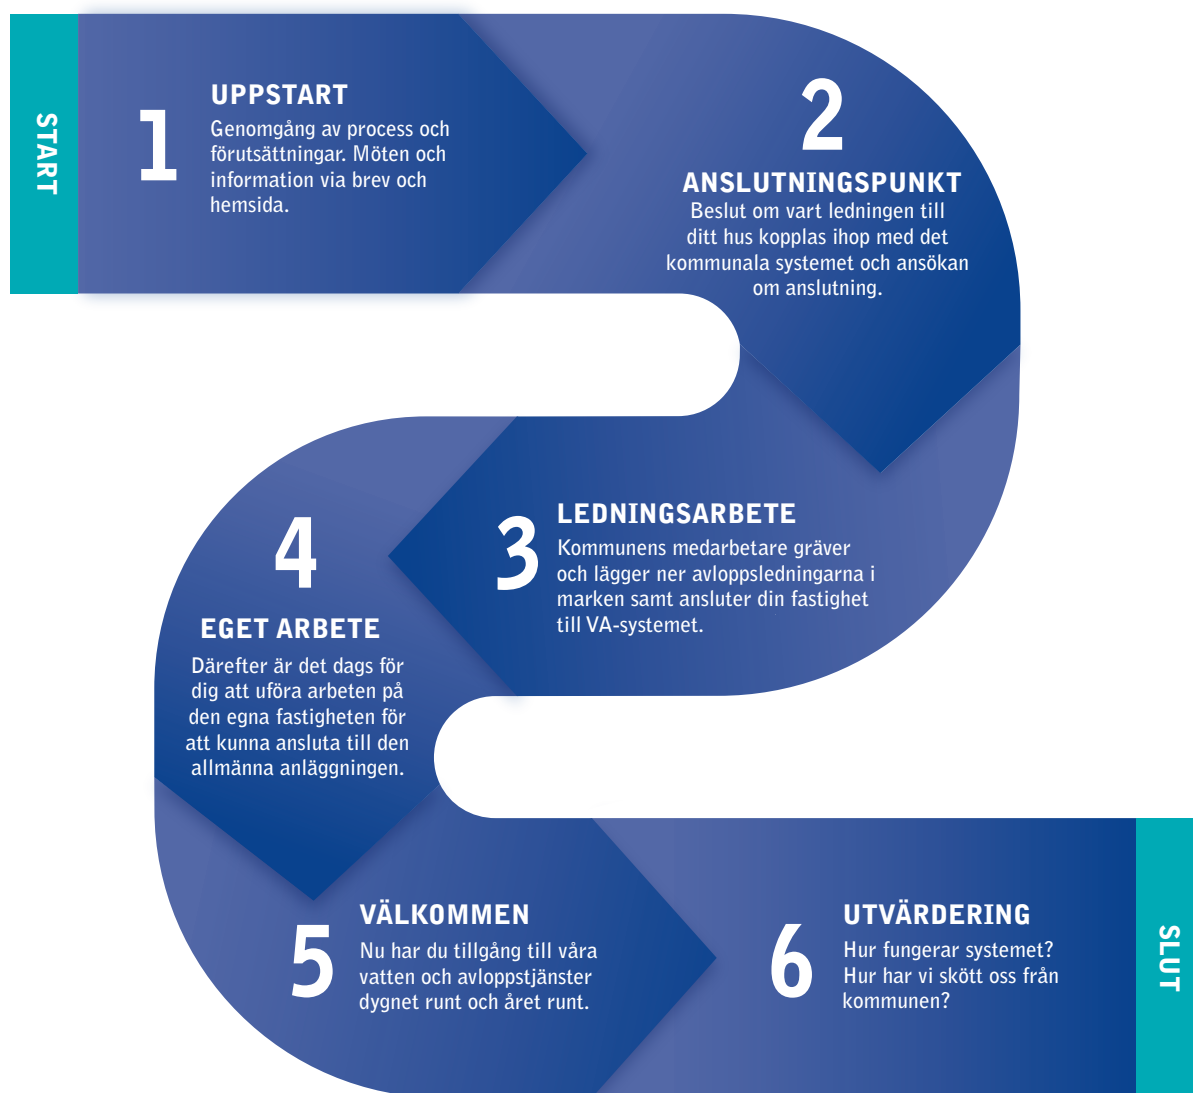 START
1
UPPSTART
Genomgång av process och
förutsättningar. Möten och
information via brev och
hemsida.
2
ANSLUTNINGSPUNKT
Beslut om vart ledningen till
ditt hus kopplas ihop med det
kommunala systemet och ansökan
om anslutning.
3
LEDNINGSARBETE
Kommunens medarbetare gräver
och lägger ner avloppsledningarna i
marken samt ansluter din fastighet
till VA-systemet.
4
EGET ARBETE
Därefter är det dags för
dig att uföra arbeten på
den egna fastigheten för
att kunna ansluta till den
allmänna anläggningen.
5
VÄLKOMMEN
Nu har du tillgång till våra
vatten och avloppstjänster
dygnet runt och året runt.
6
UTVÄRDERING
Hur fungerar systemet?
Hur har vi skött oss från
kommunen?
SLUT